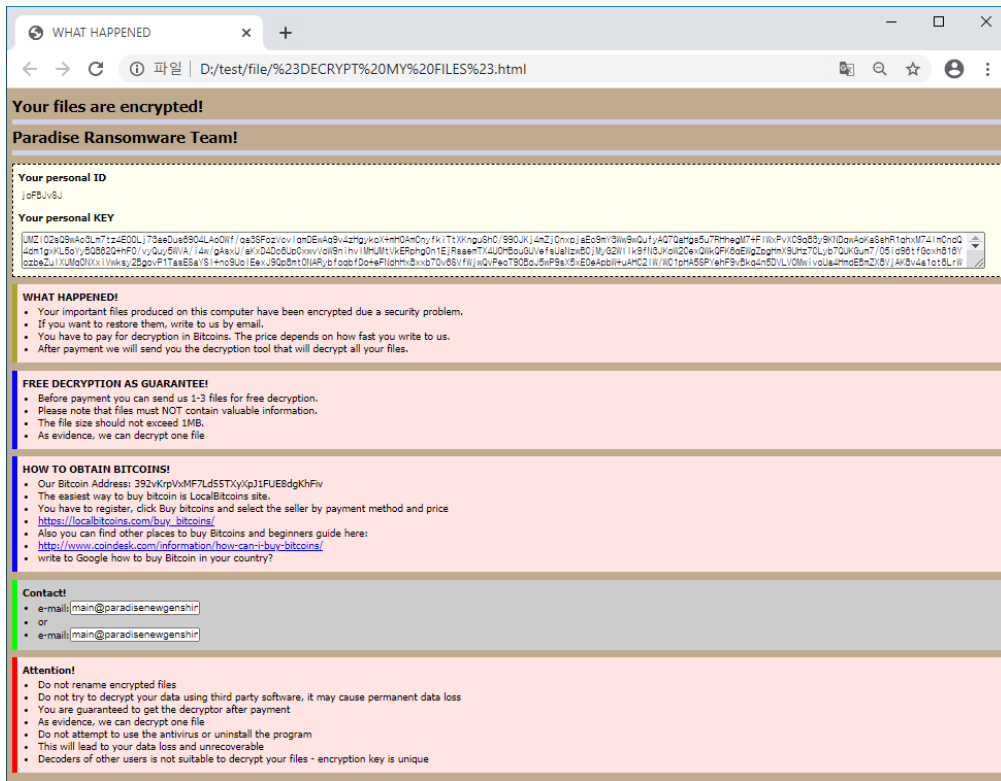 WHAT HAPPENED
파일 D:/test/file/%23DECRYPT%20MY%20FILES%23.html
Your files are encrypted!
Paradise Ransomware Team!
Your personal ID
Your personal KEY
WHAT HAPPENED!
Your important files produced on this computer have been encrypted due a security problem.
If you want to restore them, write to us by email.
You have to pay for decryption in Bitcoins. The price depends on how fast you write to us.
After payment we will send you the decryption tool that will decrypt all your files.
FREE DECRYPTION AS GUARANTEE!
Before payment you can send us 1-3 files for free decryption.
Please note that files must NOT contain valuable information.
The file size should not exceed 1MB.
As evidence, we can decrypt one file
HOW TO OBTAIN BITCOINS!
Our Bitcoin Address: 392vKrpVxMF7Ld55TXyXpJ1FUE8dgKhFiv
The easiest way to buy bitcoin is LocalBitcoins site.
You have to register, click Buy bitcoins and select the seller by payment method and price
https://localbitcoins.com/buy_bitcoins/
Also you can find other places to buy Bitcoins and beginners guide here:
http://www.coindesk.com/information/how-can-i-buy-bitcoins/
write to Google how to buy Bitcoin in your country?
Contact!
e-mail: main@paradisenewgenshir
or
e-mail: main@paradisenewgenshir
Attention!
Do not rename encrypted files
Do not try to decrypt your data using third party software, it may cause permanent data loss
You are guaranteed to get the decryptor after payment
As evidence, we can decrypt one file
Do not attempt to use the antivirus or uninstall the program
This will lead to your data loss and unrecoverable
Decoders of other users is not suitable to decrypt your files - encryption key is unique